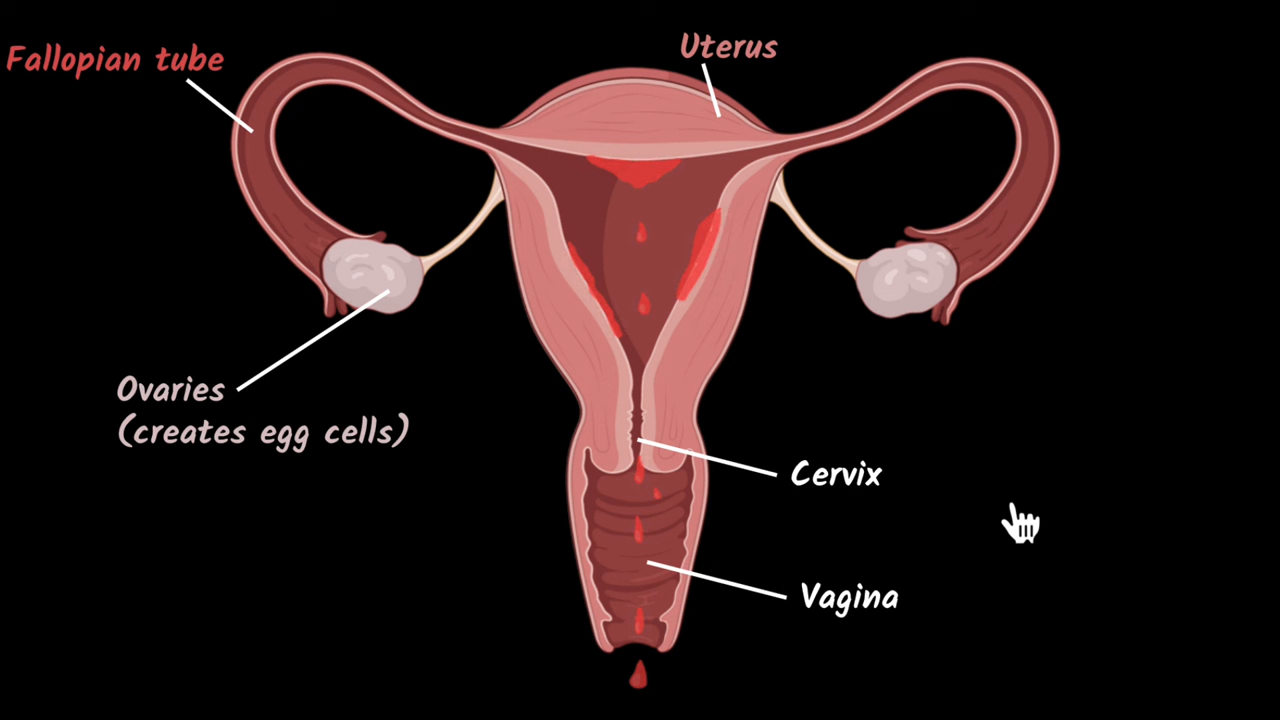 Fallopian tube
Uterus
Ovaries
(creates egg cells)
Cervix
Vagina